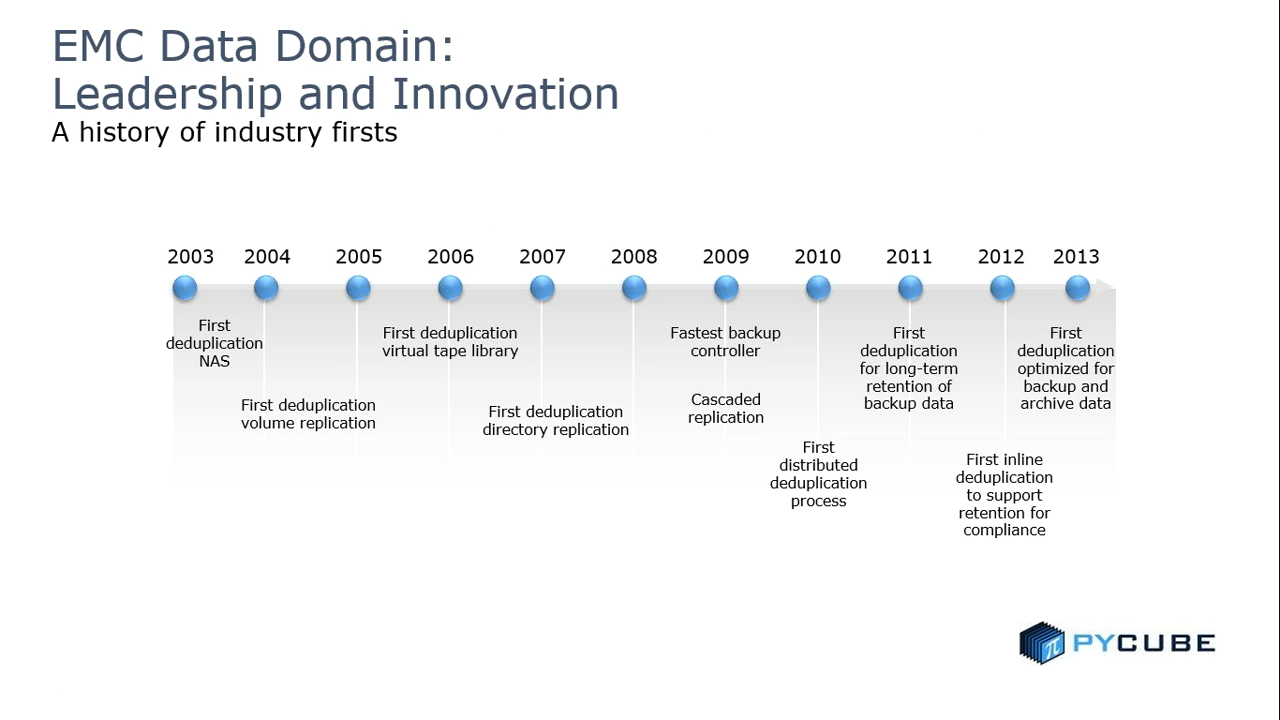 EMC Data Domain:
Leadership and Innovation
A history of industry firsts
2003 2004 2005 2006 2007 2008 2009 2010 2011 2012 2013
First
deduplication
NAS
First deduplication
volume replication
First deduplication
virtual tape library
First deduplication
directory replication
Fastest backup
controller
Cascaded
replication
First
distributed
deduplication
process
First
deduplication
for long-term
retention of
backup data
First inline
deduplication
to support
retention for
compliance
First
deduplication
optimized for
backup and
archive data
π PYCUBE